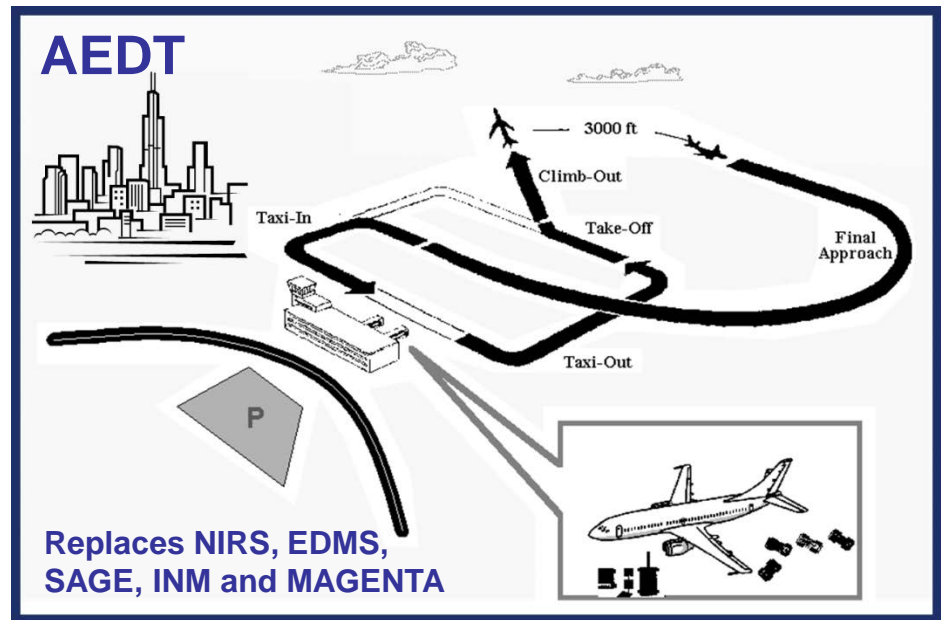 AEDT
3000 ft
Climb-Out
Taxi-In
Take-Off
Final
Approach
Taxi-Out
P
Replaces NIRS, EDMS,
SAGE, INM and MAGENTA